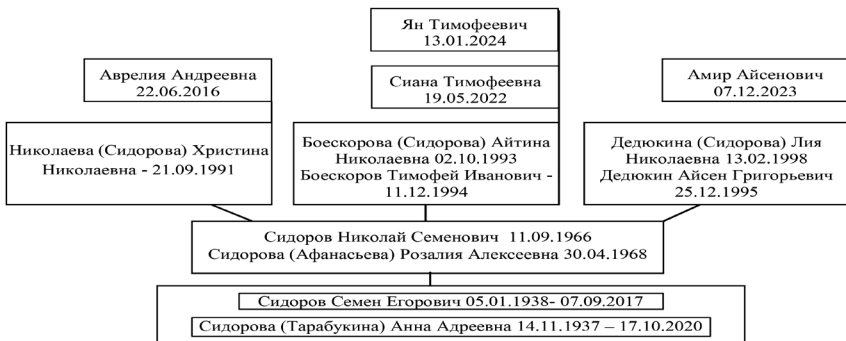 Ян Тимофеевич
13.01.2024
Аврелия Андреевна
22.06.2016
Сиана Тимофеевна
19.05.2022
Амир Айсенович
07.12.2023
Николаева (Сидорова) Христина
Николаевна - 21.09.1991
Боескорова (Сидорова) Айтина
Николаевна 02.10.1993
Боескоров Тимофей Иванович -
11.12.1994
Дедюкина (Сидорова) Лия
Николаевна 13.02.1998
Дедюкин Айсен Григорьевич
25.12.1995
Сидоров Николай Семенович 11.09.1966
Сидорова (Афанасьева) Розалия Алексеевна 30.04.1968
Сидоров Семен Егорович 05.01.1938- 07.09.2017
Сидорова (Тарабукина) Анна Адреевна 14.11.1937 – 17.10.2020